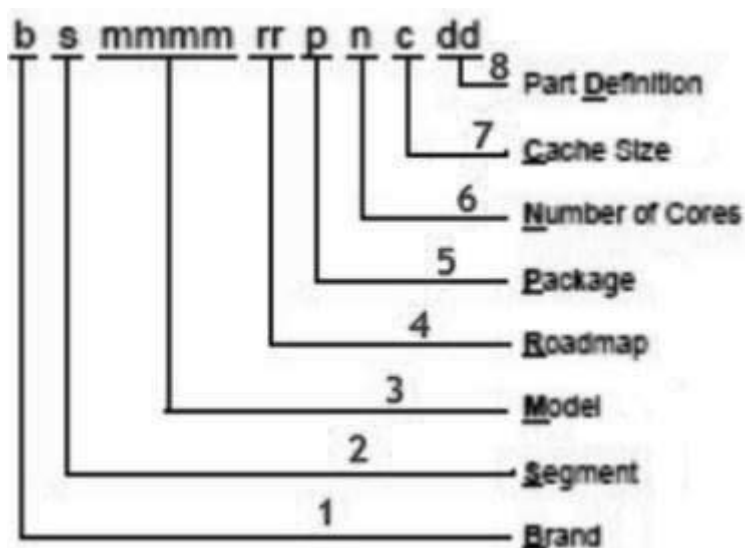 b s mmmm rr p n c dd
8 Part Definition
7 Cache Size
6 Number of Cores
5 Package
4 Roadmap
3 Model
2 Segment
1 Brand